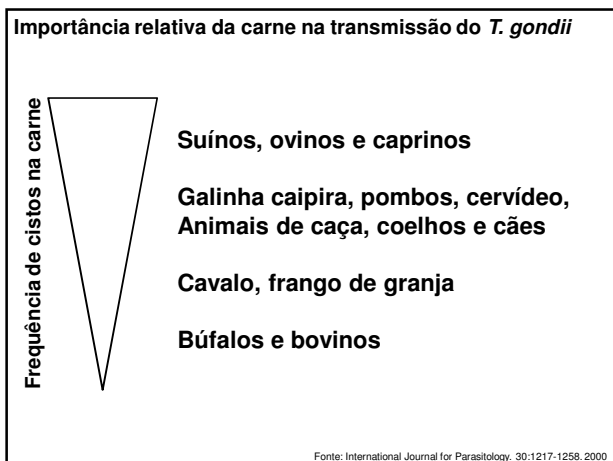 Importância relativa da carne na transmissão do T. gondii
Frequência de cistos na carne
Suínos, ovinos e caprinos
Galinha caipira, pombos, cervídeo,
Animais de caça, coelhos e cães
Cavalo, frango de granja
Búfalos e bovinos
Fonte: International Journal for Parasitology. 30:1217-1258. 2000